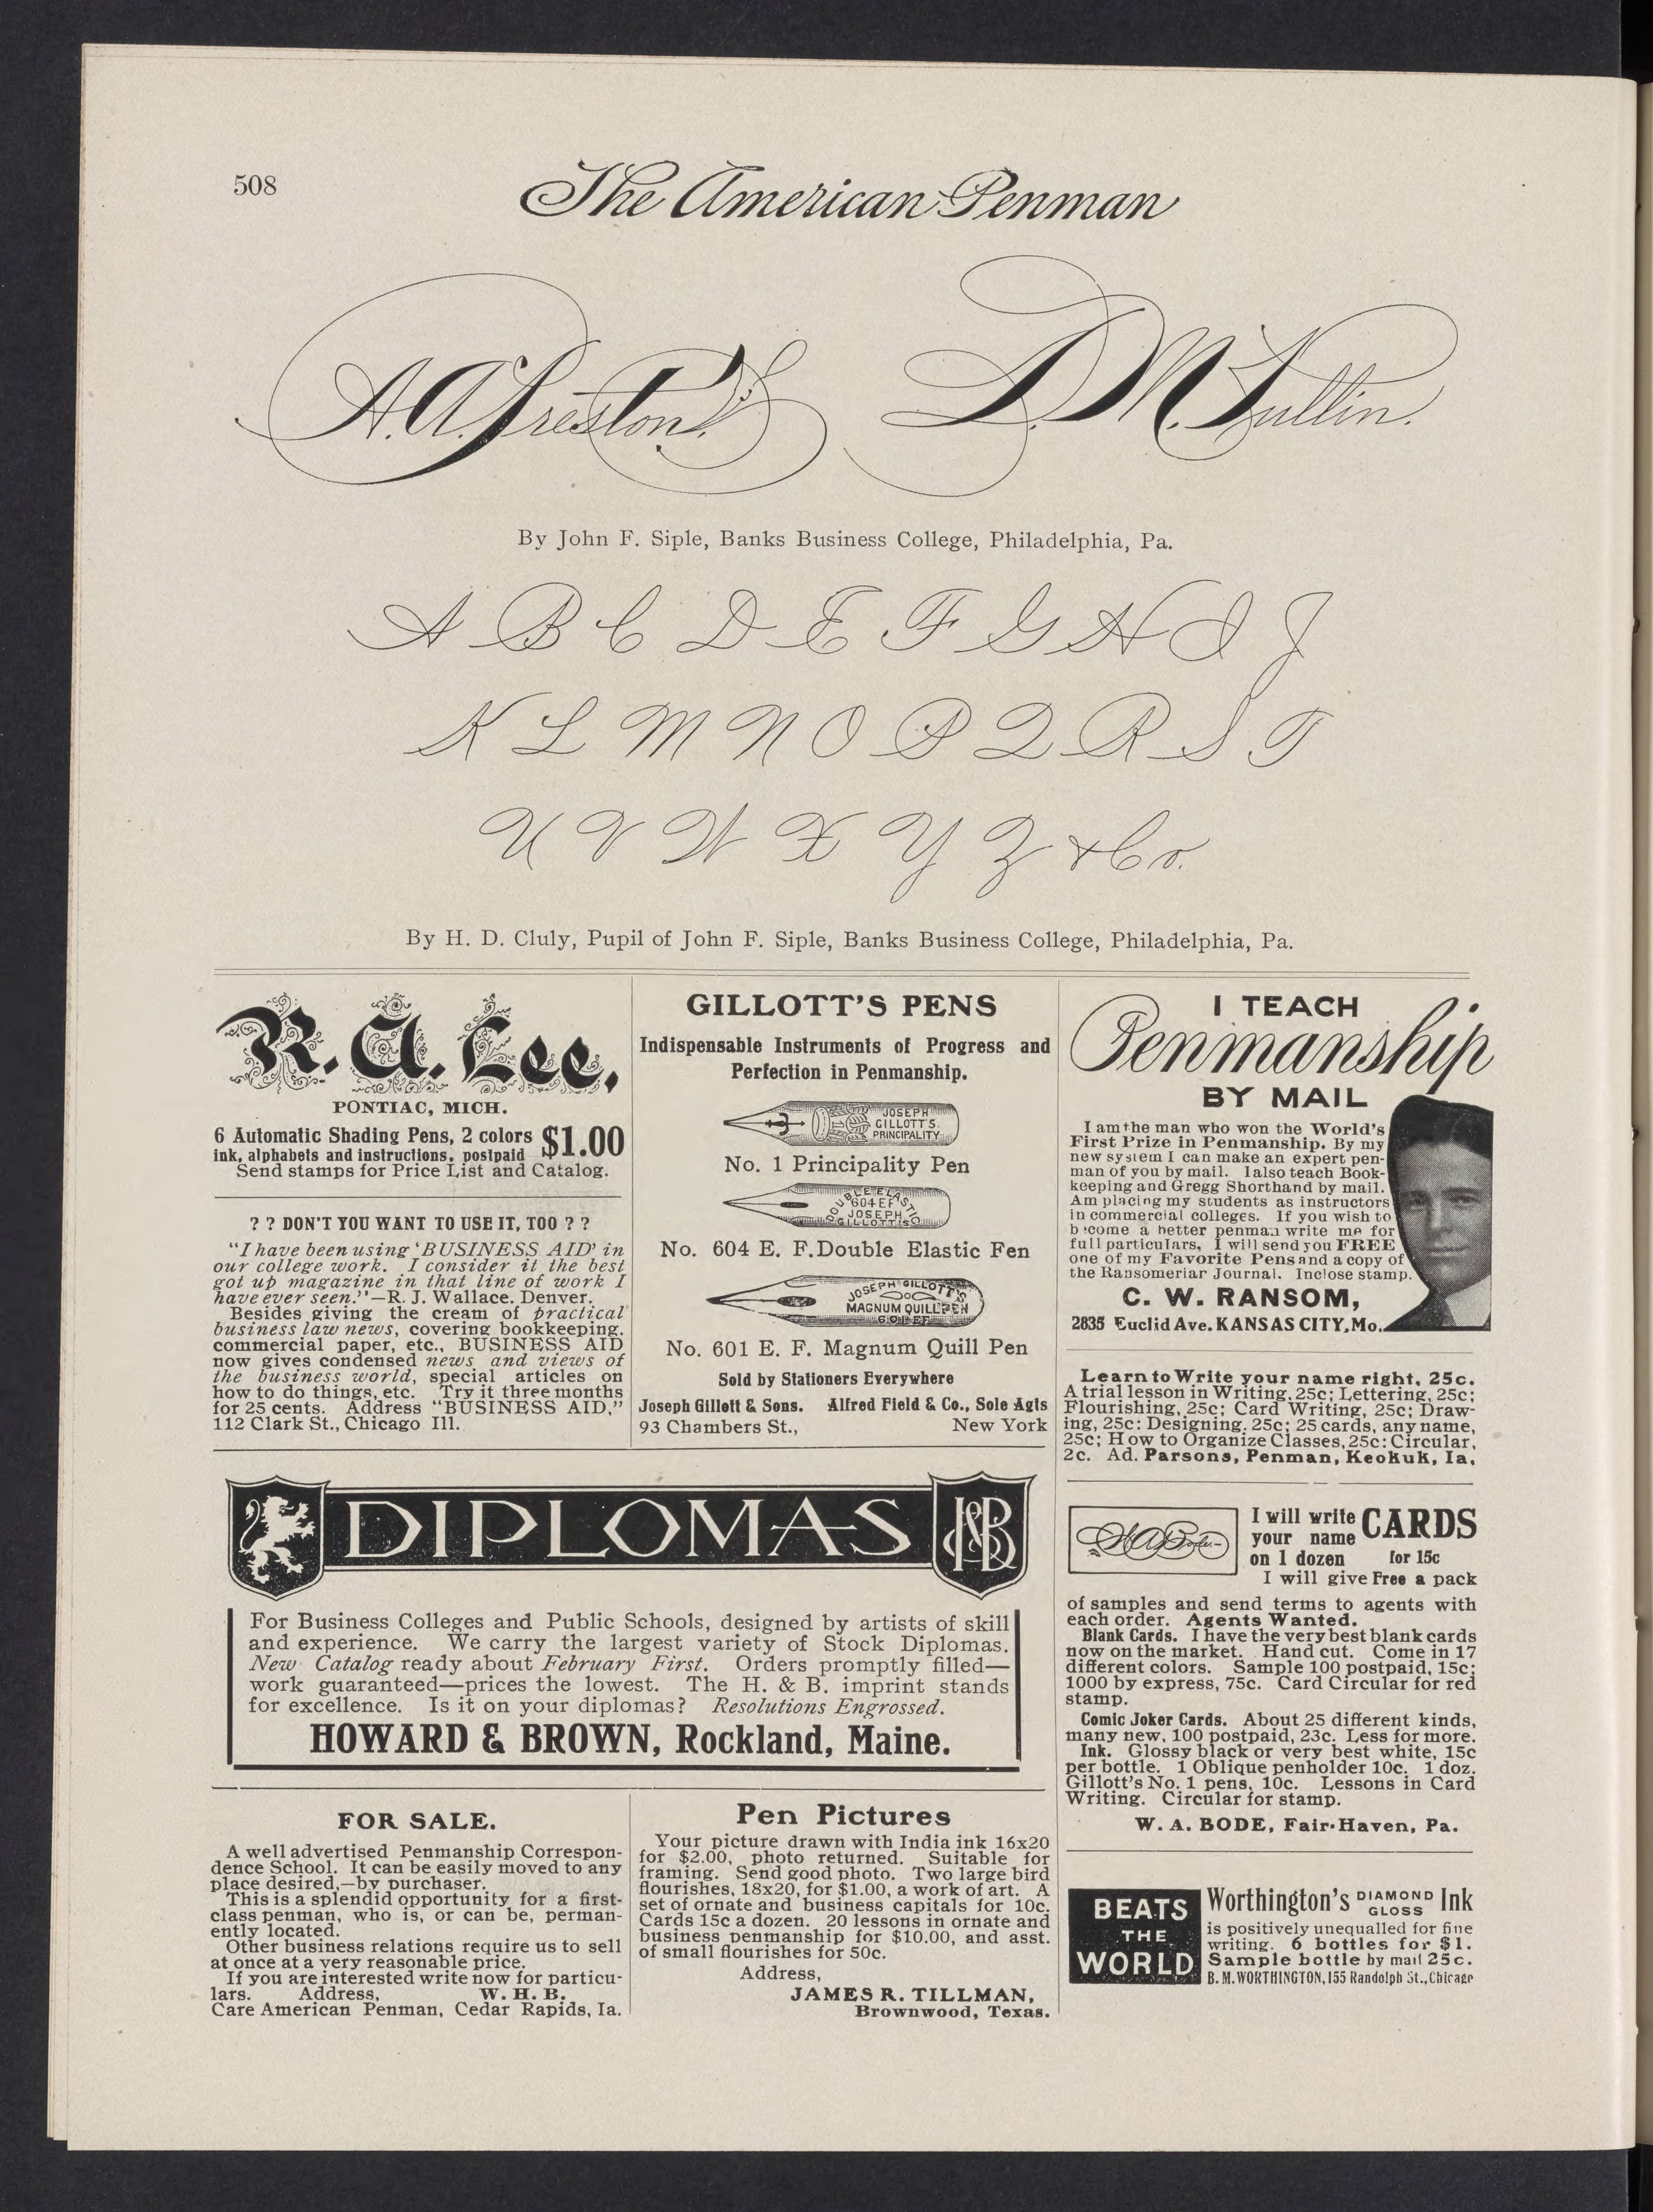 508
The American Penman
A. A. Preston.
L. D. M. Sullin.
By John F. Siple, Banks Business College, Philadelphia, Pa.
A B C D E F G H I J
K L M N O P Q R S T
U V W X Y Z & Co.
By H. D. Cluly, Pupil of John F. Siple, Banks Business College, Philadelphia, Pa.
R. A. Lee,
PONTIAC, MICH.
6 Automatic Shading Pens, 2 colors $1.00
ink, alphabets and instructions, postpaid
Send stamps for Price List and Catalog.
? ? DON'T YOU WANT TO USE IT, TOO ? ?
"I have been using 'BUSINESS AID' in
our college work. I consider it the best
got up magazine in that line of work I
have ever seen."—R. J. Wallace. Denver.
Besides giving the cream of practical
business law news, covering bookkeeping,
commercial paper, etc., BUSINESS AID
now gives condensed news and views of
the business world, special articles on
how to do things, etc. Try it three months
for 25 cents. Address "BUSINESS AID,"
112 Clark St., Chicago Ill.
GILLOTT'S PENS
Indispensable Instruments of Progress and
Perfection in Penmanship.
JOSEPH
GILLOTT'S
PRINCIPALITY
No. 1 Principality Pen
DOUBLE ELASTIC
604 EF
JOSEPH
GILLOTT'S
No. 604 E. F. Double Elastic Fen
JOSEPH GILLOTT'S
MAGNUM QUILL PEN
601 EF
No. 601 E. F. Magnum Quill Pen
Sold by Stationers Everywhere
Joseph Gillott & Sons. Alfred Field & Co., Sole Agts
93 Chambers St., New York
I TEACH
Penmanship
BY MAIL
I am the man who won the World's
First Prize in Penmanship. By my
new system I can make an expert pen-
man of you by mail. I also teach Book-
keeping and Gregg Shorthand by mail.
Am placing my students as instructors
in commercial colleges. If you wish to
become a better penman write me for
full particulars, I will send you FREE
one of my Favorite Pens and a copy of
the Ransomerian Journal. Inclose stamp.
C. W. RANSOM,
2835 Euclid Ave. KANSAS CITY, Mo.
Learn to Write your name right, 25c.
A trial lesson in Writing, 25c; Lettering, 25c;
Flourishing, 25c; Card Writing, 25c; Draw-
ing, 25c: Designing, 25c; 25 cards, any name,
25c; How to Organize Classes, 25c: Circular,
2c. Ad. Parsons, Penman, Keokuk, Ia.
DIPLOMAS
H&B
For Business Colleges and Public Schools, designed by artists of skill
and experience. We carry the largest variety of Stock Diplomas.
New Catalog ready about February First. Orders promptly filled—
work guaranteed—prices the lowest. The H. & B. imprint stands
for excellence. Is it on your diplomas? Resolutions Engrossed.
HOWARD & BROWN, Rockland, Maine.
W A Bode
I will write CARDS
your name
on 1 dozen for 15c
I will give Free a pack
of samples and send terms to agents with
each order. Agents Wanted.
Blank Cards. I have the very best blank cards
now on the market. Hand cut. Come in 17
different colors. Sample 100 postpaid, 15c;
1000 by express, 75c. Card Circular for red
stamp.
Comic Joker Cards. About 25 different kinds,
many new, 100 postpaid, 23c. Less for more.
Ink. Glossy black or very best white, 15c
per bottle. 1 Oblique penholder 10c. 1 doz.
Gillott's No. 1 pens, 10c. Lessons in Card
Writing. Circular for stamp.
W. A. BODE, Fair-Haven, Pa.
FOR SALE.
A well advertised Penmanship Correspon-
dence School. It can be easily moved to any
place desired,—by purchaser.
This is a splendid opportunity for a first-
class penman, who is, or can be, perman-
ently located.
Other business relations require us to sell
at once at a very reasonable price.
If you are interested write now for particu-
lars. Address, W. H. B.
Care American Penman, Cedar Rapids, Ia.
Pen Pictures
Your picture drawn with India ink 16x20
for $2.00, photo returned. Suitable for
framing. Send good photo. Two large bird
flourishes, 18x20, for $1.00, a work of art. A
set of ornate and business capitals for 10c.
Cards 15c a dozen. 20 lessons in ornate and
business penmanship for $10.00, and asst.
of small flourishes for 50c.
Address,
JAMES R. TILLMAN,
Brownwood, Texas.
BEATS
THE
WORLD
Worthington's DIAMOND GLOSS Ink
is positively unequalled for fine
writing. 6 bottles for $1.
Sample bottle by mail 25c.
B. M. WORTHINGTON, 155 Randolph St., Chicago